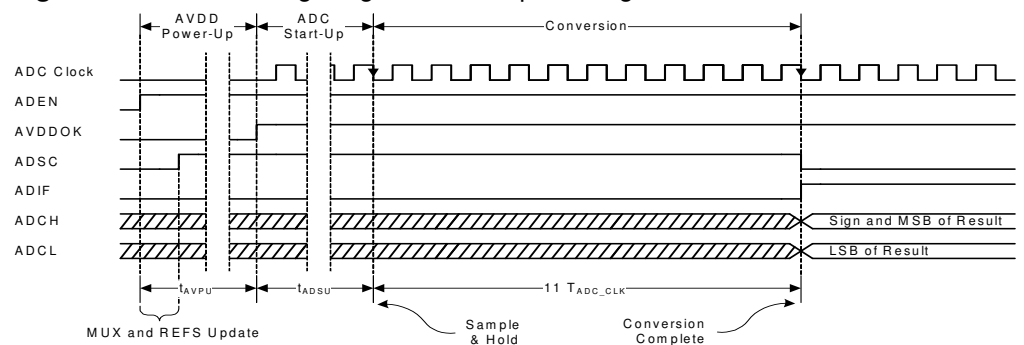 AVDD
Power-Up
ADC
Start-Up
Conversion
ADC Clock
ADEN
AVDDOK
ADSC
ADIF
ADCH
Sign and MSB of Result
ADCL
LSB of Result
tAVPU
tADSU
11 TADC_CLK
MUX and REFS Update
Sample
& Hold
Conversion
Complete